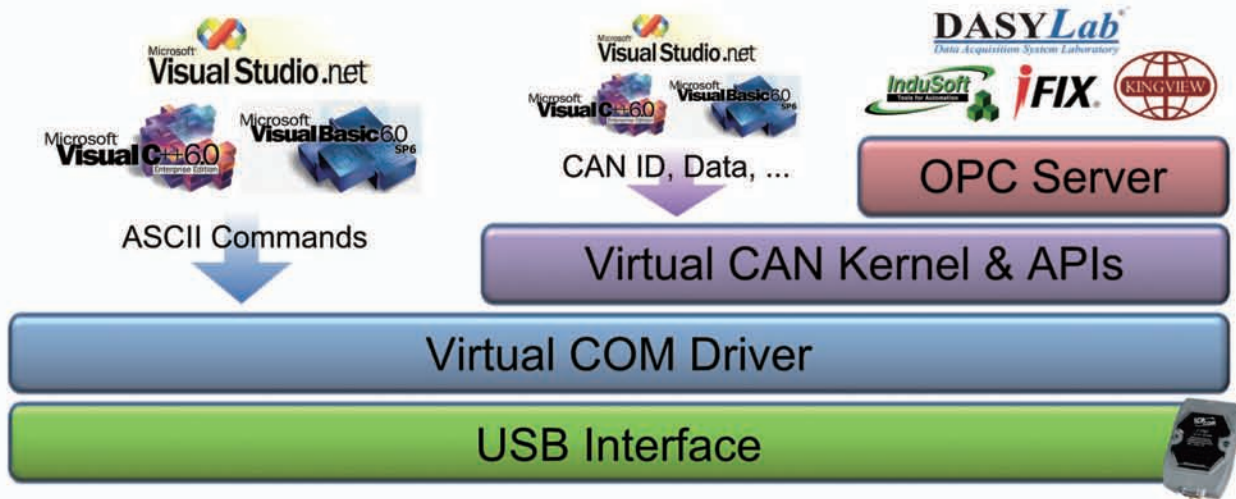 Microsoft
Visual Studio.net
Microsoft
Visual C++ 6.0
Enterprise Edition
Microsoft
Visual Basic 6.0
SP6
ASCII Commands
Microsoft
Visual Studio.net
Microsoft
Visual C++ 6.0
Enterprise Edition
Microsoft
Visual Basic 6.0
SP6
CAN ID, Data, ...
DASYLab®
Data Acquisition System Laboratory
InduSoft
Tools for Automation
iFIX®
KINGVIEW
OPC Server
Virtual CAN Kernel & APIs
Virtual COM Driver
USB Interface